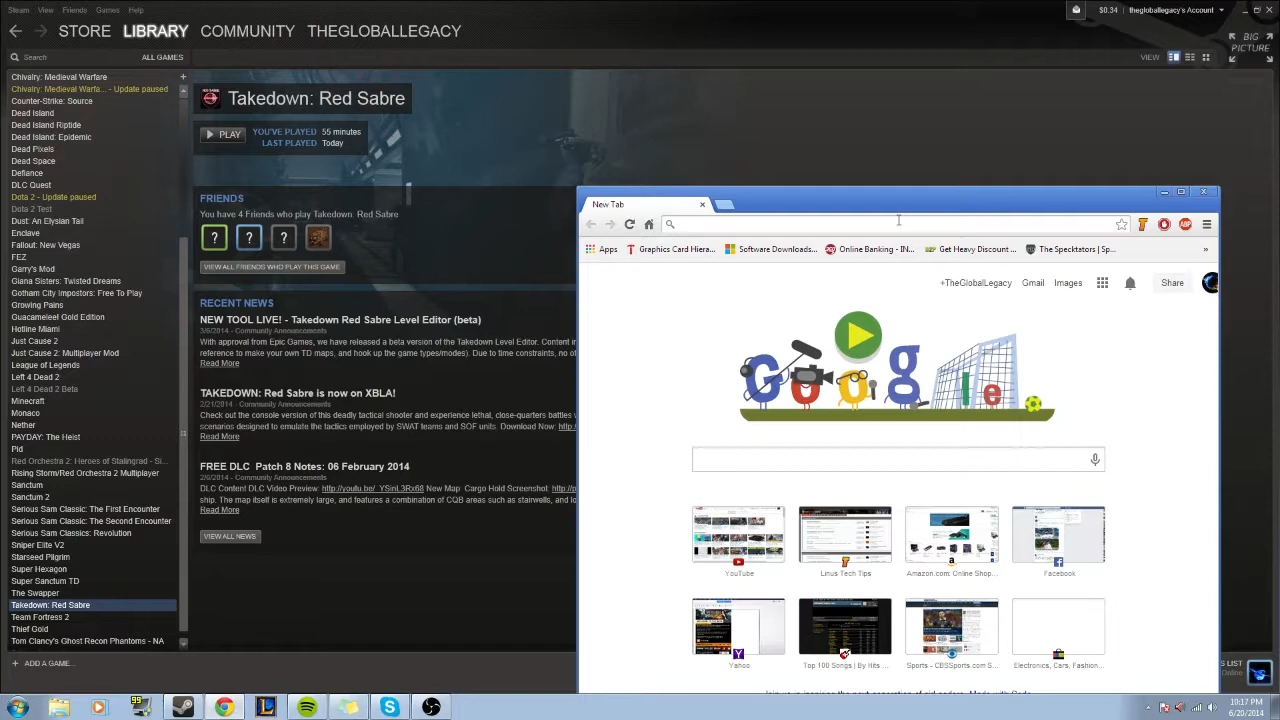 Steam View Friends Games Help
$0.34 thegloballegacy's Account
STORE LIBRARY COMMUNITY THEGLOBALLEGACY
BIG PICTURE
Search ALL GAMES
VIEW
Chivalry: Medieval Warfare
Chivalry: Medieval Warfa... - Update paused
Counter-Strike: Source
Dead Island
Dead Island Riptide
Dead Island: Epidemic
Dead Pixels
Dead Space
Defiance
DLC Quest
Dota 2 - Update paused
Dota 2 Test
Dust: An Elysian Tail
Enclave
Fallout: New Vegas
FEZ
Garry's Mod
Giana Sisters: Twisted Dreams
Gotham City Impostors: Free To Play
Growing Pains
Guacamelee! Gold Edition
Hotline Miami
Just Cause 2
Just Cause 2: Multiplayer Mod
League of Legends
Left 4 Dead 2
Left 4 Dead 2 Beta
Minecraft
Monaco
Nether
PAYDAY: The Heist
Pid
Red Orchestra 2: Heroes of Stalingrad - Si...
Rising Storm/Red Orchestra 2 Multiplayer
Sanctum
Sanctum 2
Serious Sam Classic: The First Encounter
Serious Sam Classic: The Second Encounter
Serious Sam Classics: Revolution
Sniper Elite V2
Starseed Pilgrim
Super Hexagon
Super Sanctum TD
The Swapper
Takedown: Red Sabre
Team Fortress 2
Thief Gold
Tom Clancy's Ghost Recon Phantoms - NA
ADD A GAME...
Takedown: Red Sabre
PLAY
YOU'VE PLAYED 55 minutes
LAST PLAYED Today
FRIENDS
You have 4 Friends who play Takedown: Red Sabre
? ? ?
VIEW ALL FRIENDS WHO PLAY THIS GAME
RECENT NEWS
NEW TOOL LIVE! - Takedown Red Sabre Level Editor (beta)
3/6/2014 - Community Announcements
With approval from Epic Games, we have released a beta version of the Takedown Level Editor. Content in
reference to make your own TD maps, and hook up the game types/modes). Due to time constraints, no
Read More
TAKEDOWN: Red Sabre is now on XBLA!
2/21/2014 - Community Announcements
Check out the console version of this deadly tactical shooter and experience lethal, close-quarters battles
scenarios designed to emulate the tactics employed by SWAT teams and SOF units. Download Now:
Read More
FREE DLC Patch 8 Notes: 06 February 2014
2/6/2014 - Community Announcements
DLC Content DLC Video Preview: http://youtu.be/_YSinL3Rx68 New Map Cargo Hold Screenshot:
ship. The map itself is extremely large, and features a combination of CQB areas such as stairwells, and
Read More
VIEW ALL NEWS
New Tab
Apps Graphics Card Hiera... Software Downloads... Online Banking - IN... Get Heavy Discount ... The Specktators | Sp...
+TheGlobalLegacy Gmail Images Share
Google
YouTube Linus Tech Tips Amazon.com: Online Shop... Facebook
Yahoo Top 100 Songs | By Hits ... Sports - CBSSports.com S... Electronics, Cars, Fashion...
Made with Code
S LIST
Online
99
10:17 PM
6/20/2014